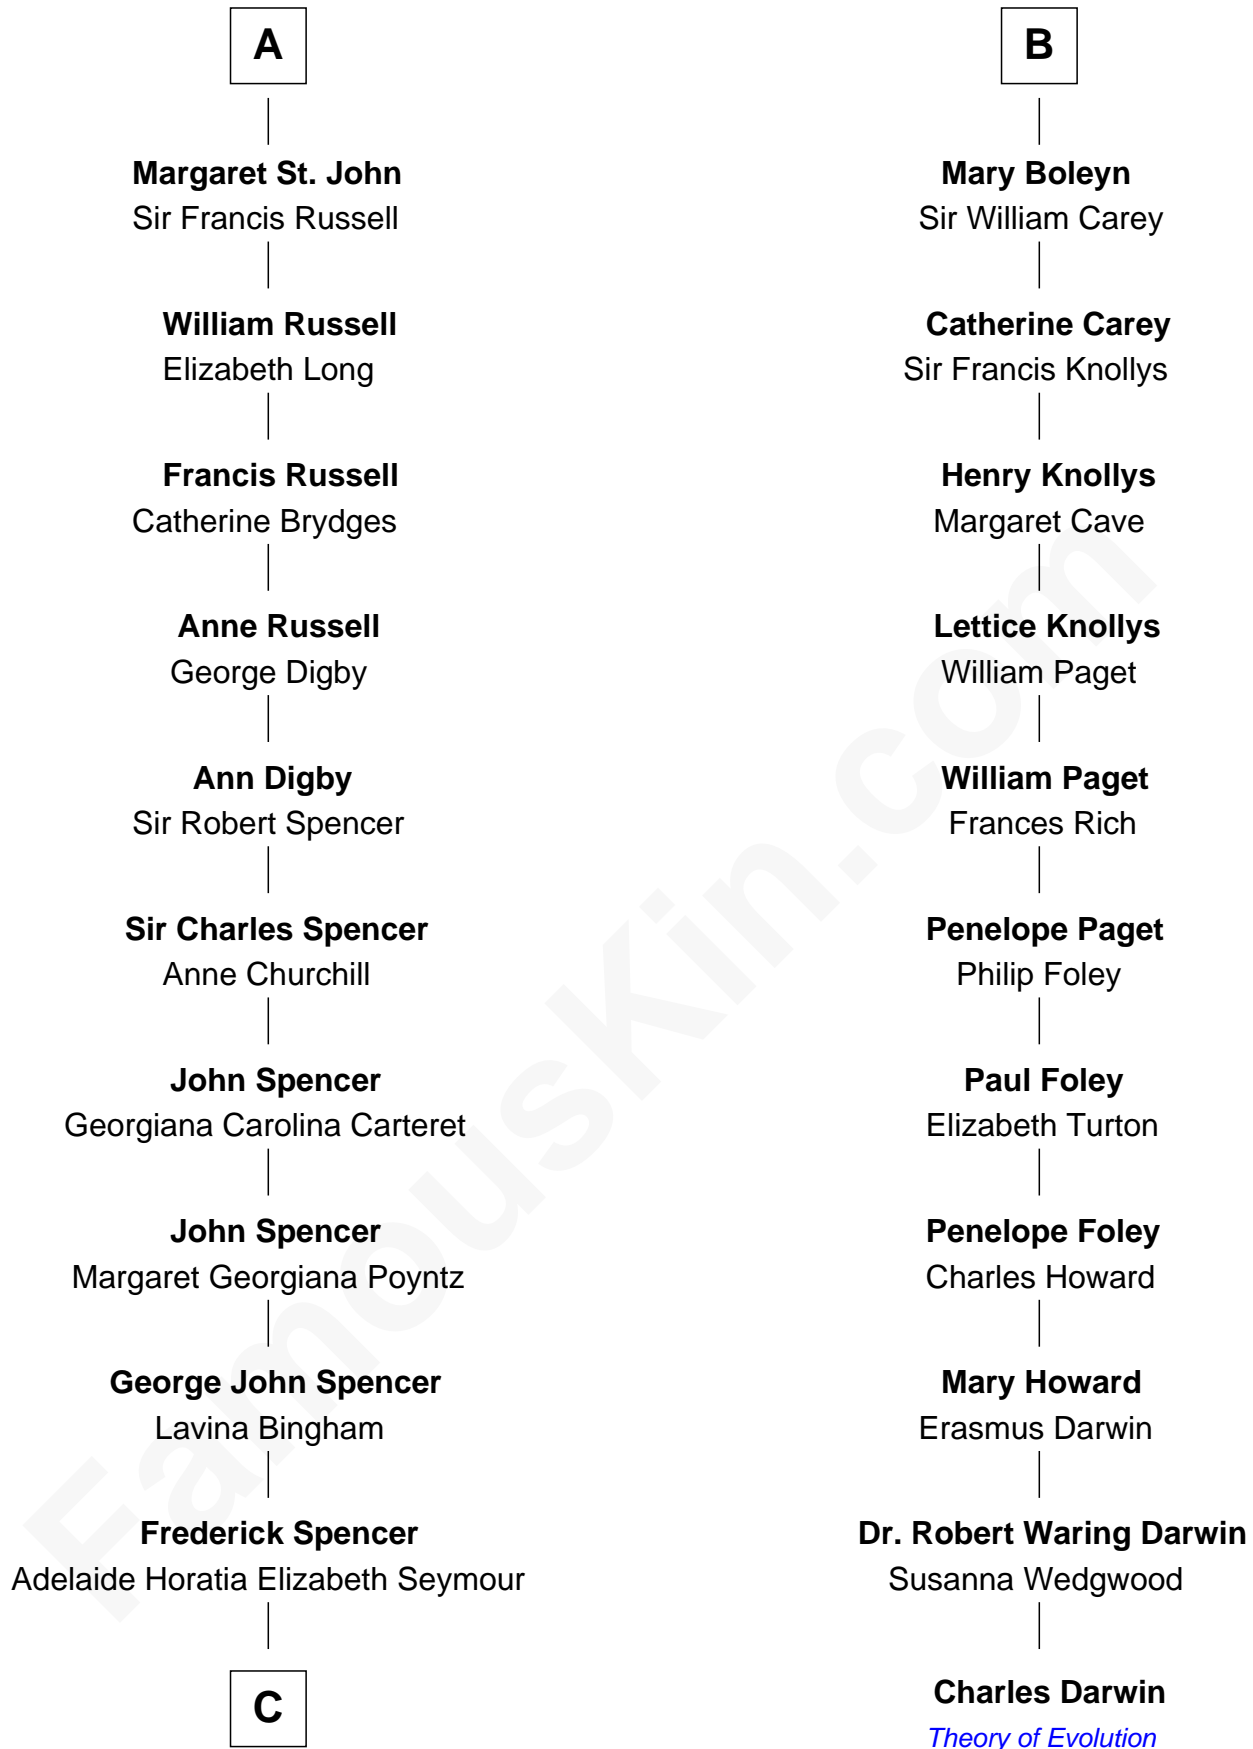 A
Margaret St. John
Sir Francis Russell
William Russell
Elizabeth Long
Francis Russell
Catherine Brydges
Anne Russell
George Digby
Ann Digby
Sir Robert Spencer
Sir Charles Spencer
Anne Churchill
John Spencer
Georgiana Carolina Carteret
John Spencer
Margaret Georgiana Poyntz
George John Spencer
Lavina Bingham
Frederick Spencer
Adelaide Horatia Elizabeth Seymour
C
B
Mary Boleyn
Sir William Carey
Catherine Carey
Sir Francis Knollys
Henry Knollys
Margaret Cave
Lettice Knollys
William Paget
William Paget
Frances Rich
Penelope Paget
Philip Foley
Paul Foley
Elizabeth Turton
Penelope Foley
Charles Howard
Mary Howard
Erasmus Darwin
Dr. Robert Waring Darwin
Susanna Wedgwood
Charles Darwin
Theory of Evolution
FamousKin.com